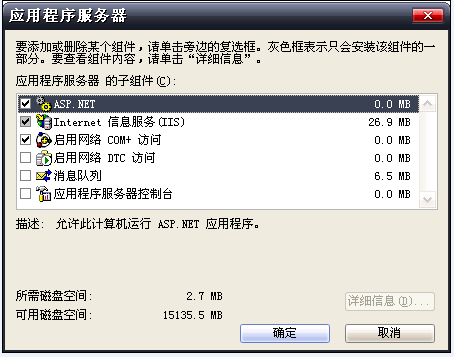 应用程序服务器
要添加或删除某个组件，请单击旁边的复选框。灰色框表示只会安装该组件的一
部分。要查看组件内容，请单击“详细信息”。
应用程序服务器 的子组件(C):
ASP.NET 0.0 MB
Internet 信息服务(IIS) 26.9 MB
启用网络 COM+ 访问 0.0 MB
启用网络 DTC 访问 0.0 MB
消息队列 6.5 MB
应用程序服务器控制台 0.0 MB
描述: 允许此计算机运行 ASP.NET 应用程序。
所需磁盘空间: 2.7 MB
详细信息(D)...
可用磁盘空间: 15135.5 MB
确定 取消